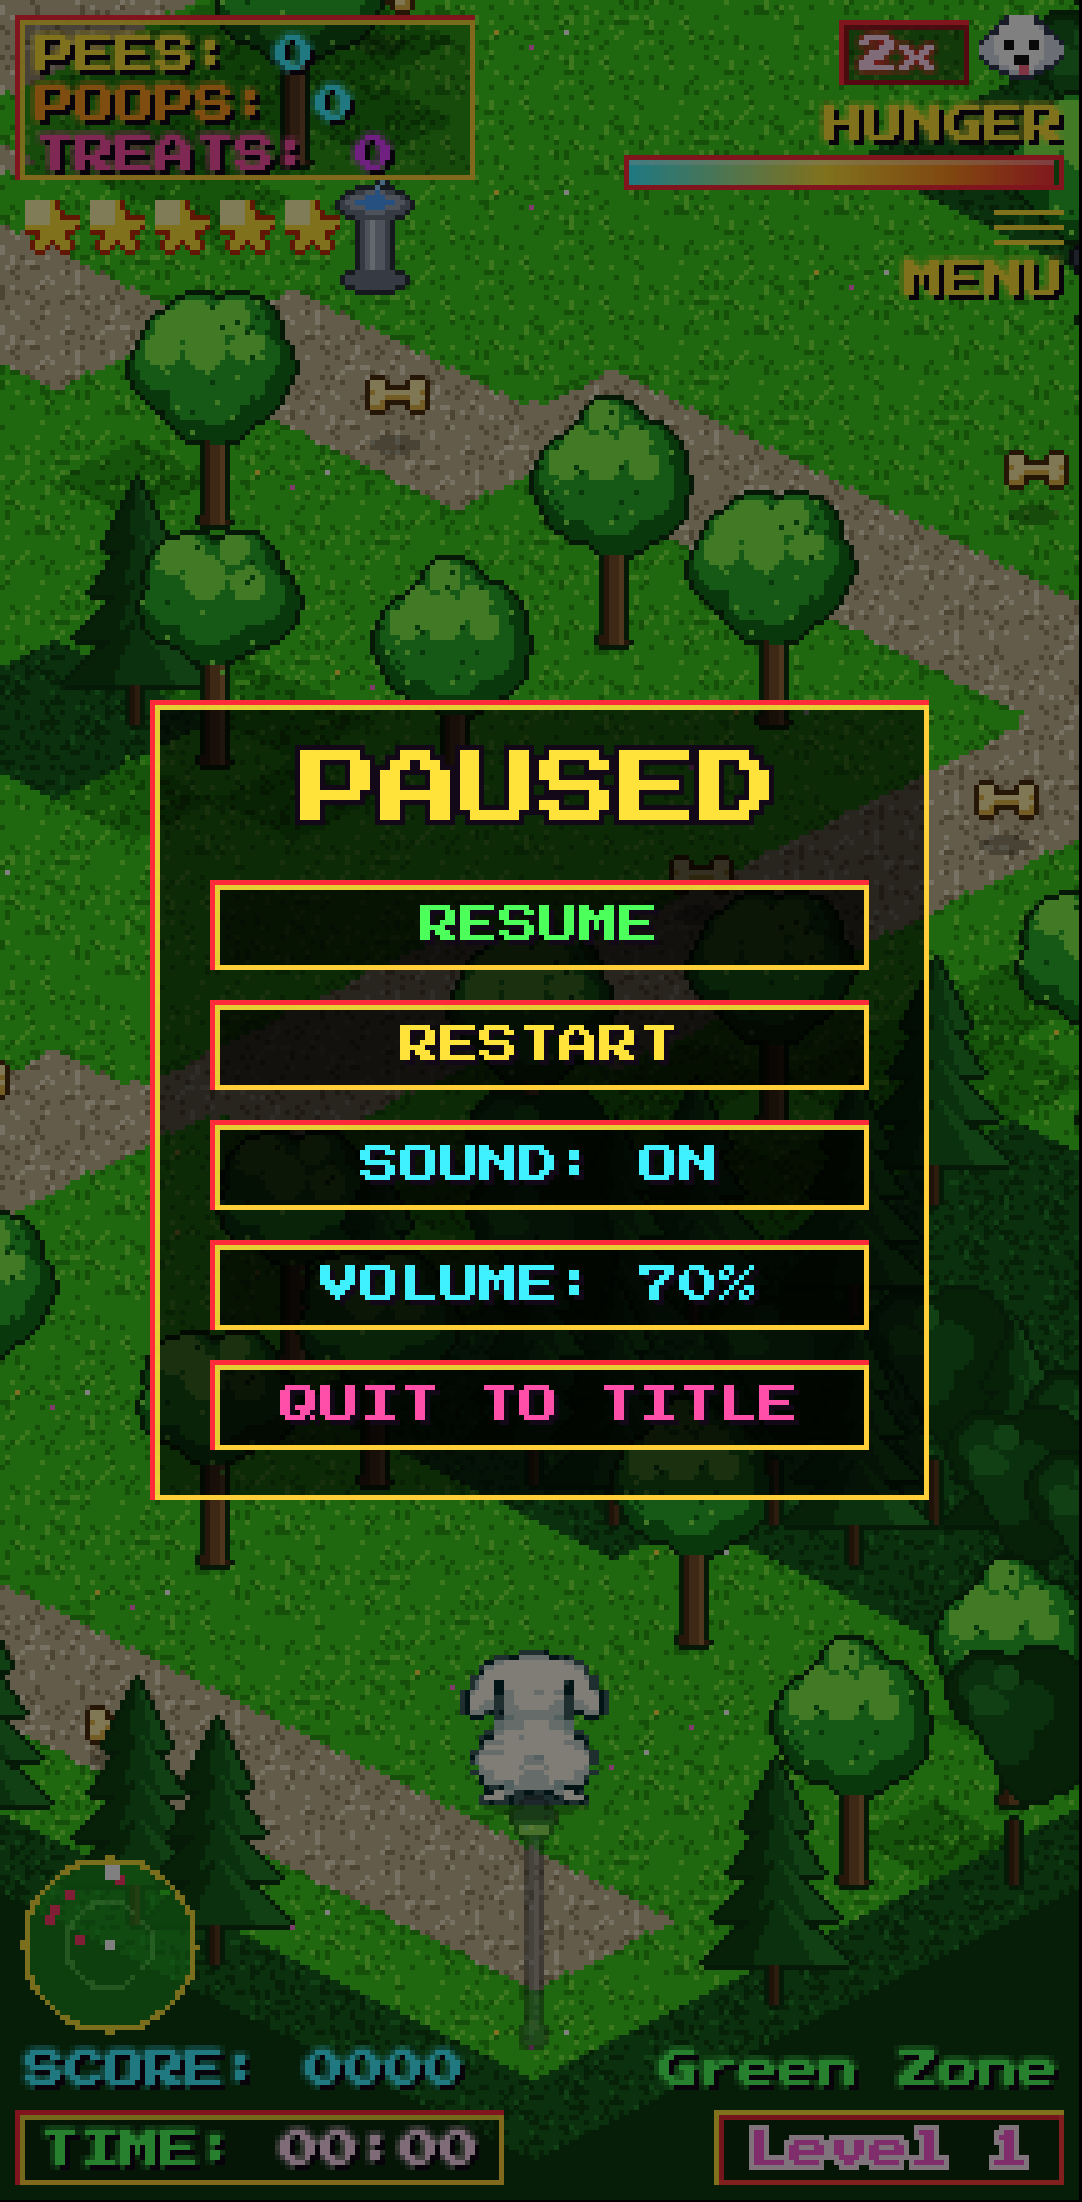 PEES: 0
POOPS: 0
TREATS: 0
2x
HUNGER
MENU
PAUSED
RESUME
RESTART
SOUND: ON
VOLUME: 70%
QUIT TO TITLE
SCORE: 0000
Green Zone
TIME: 00:00
Level 1